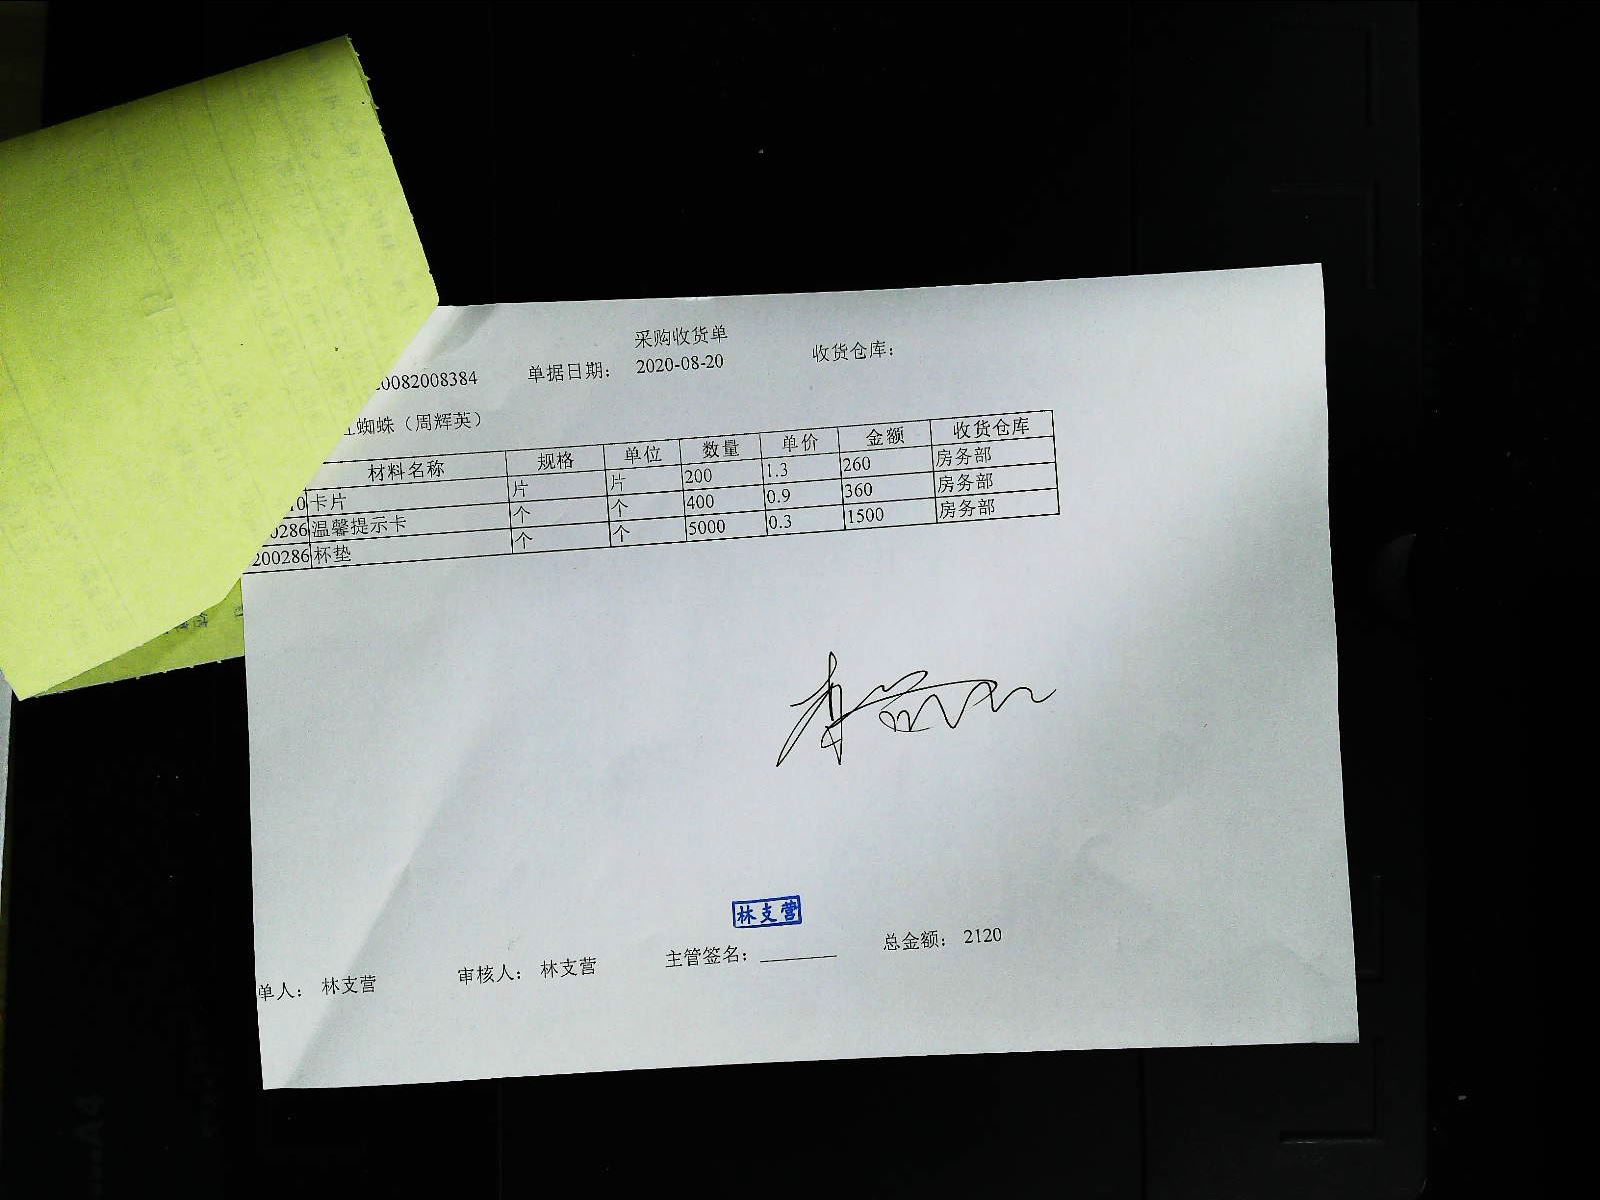 采购收货单
0082008384 单据日期： 2020-08-20 收货仓库：
蜘蛛（周辉英）
材料名称 规格 单位 数量 单价 金额 收货仓库
10 卡片 片 片 200 1.3 260 房务部
0286 温馨提示卡 个 个 400 0.9 360 房务部
200286 杯垫 个 个 5000 0.3 1500 房务部
林支营
单人： 林支营 审核人： 林支营 主管签名： 总金额： 2120